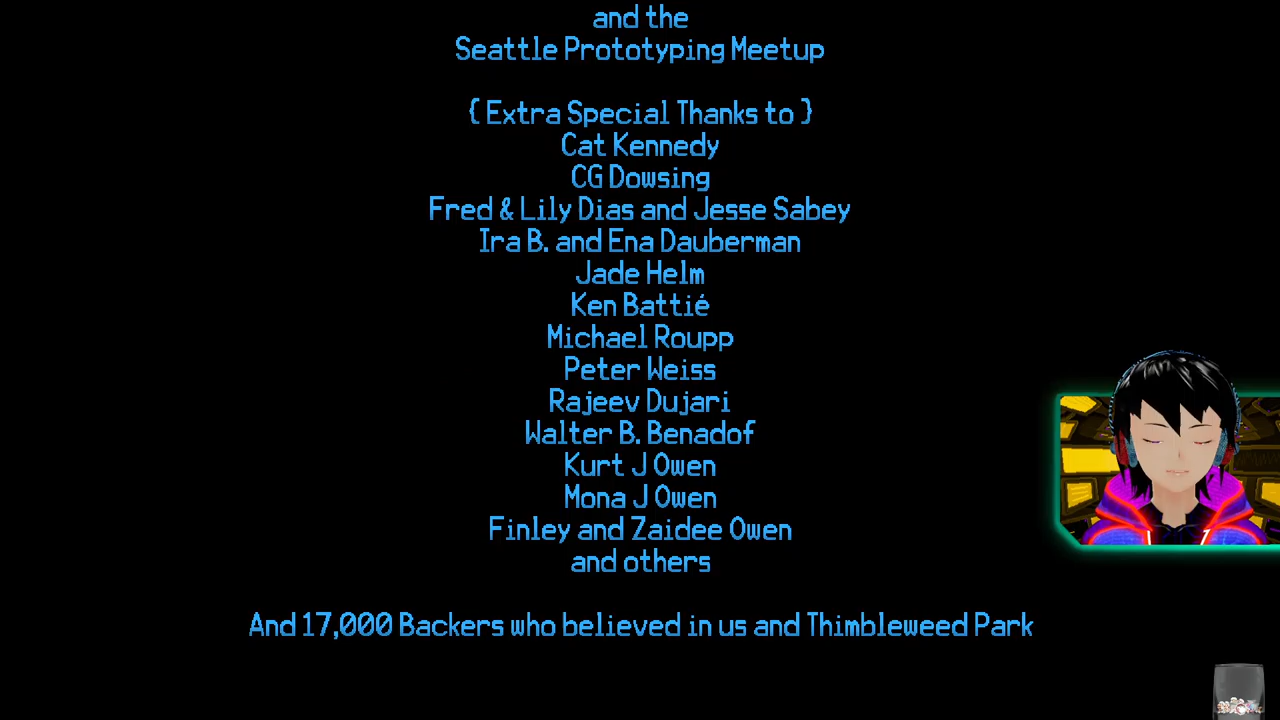 and the
Seattle Prototyping Meetup
{ Extra Special Thanks to }
Cat Kennedy
CG Dowsing
Fred & Lily Dias and Jesse Sabey
Ira B. and Ena Dauberman
Jade Helm
Ken Battié
Michael Roupp
Peter Weiss
Rajeev Dujari
Walter B. Benadof
Kurt J Owen
Mona J Owen
Finley and Zaidee Owen
and others
And 17,000 Backers who believed in us and Thimbleweed Park